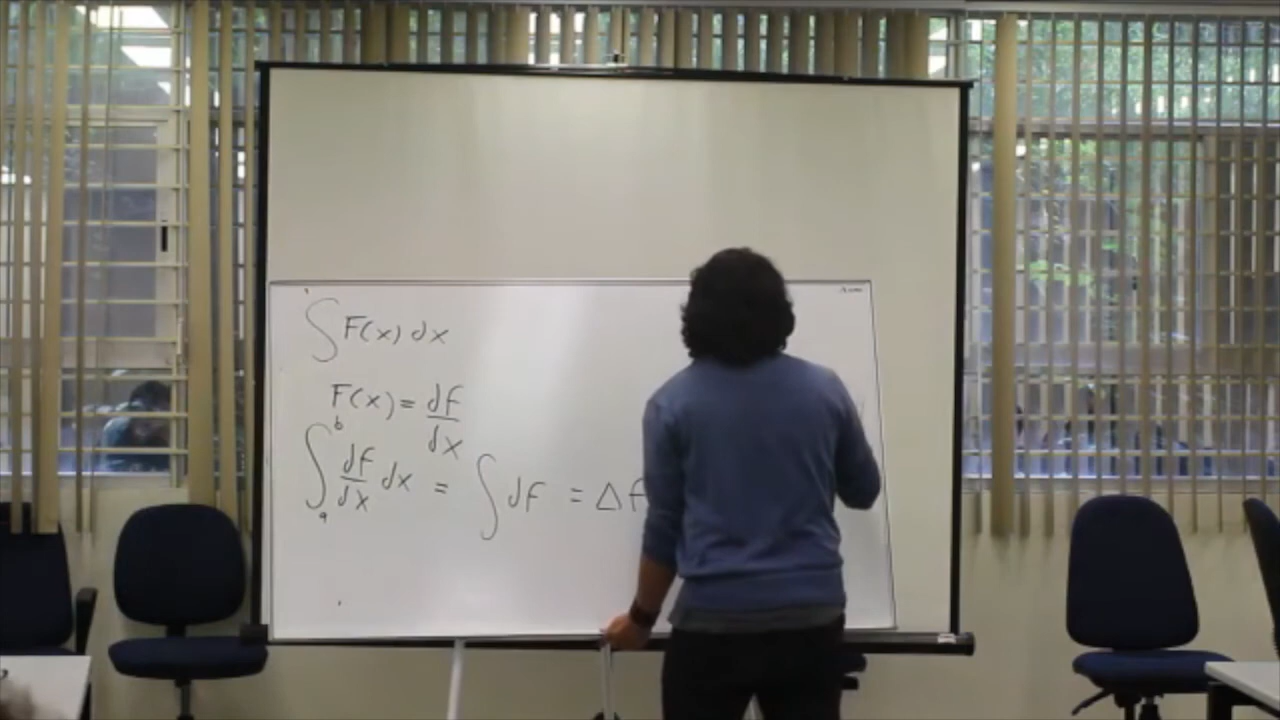 ∫ F(x) dx
F(x) = df/dx
∫_a^b df/dx dx = ∫ df = Δf